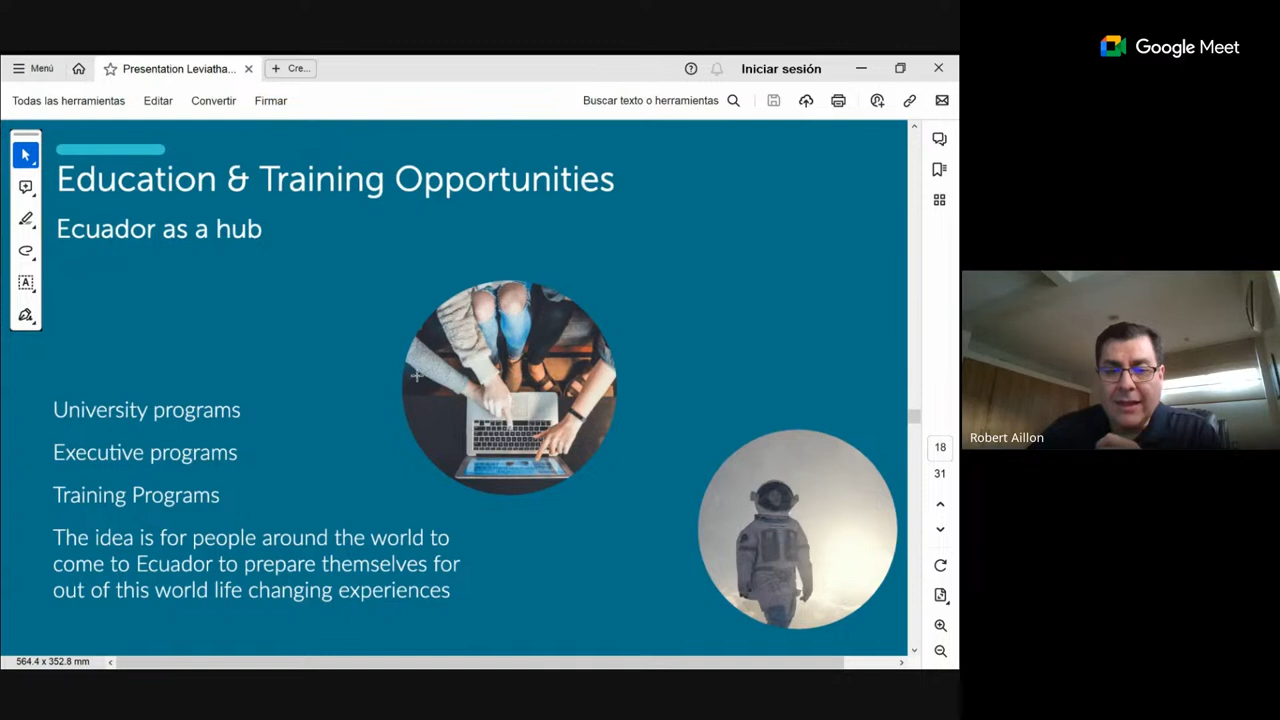 Google Meet
Menú
Presentation Leviatha...
Cre...
Iniciar sesión
Todas las herramientas
Editar
Convertir
Firmar
Buscar texto o herramientas
Education & Training Opportunities
Ecuador as a hub
University programs
Executive programs
Training Programs
The idea is for people around the world to
come to Ecuador to prepare themselves for
out of this world life changing experiences
18
31
Robert Aillon
564.4 x 352.8 mm